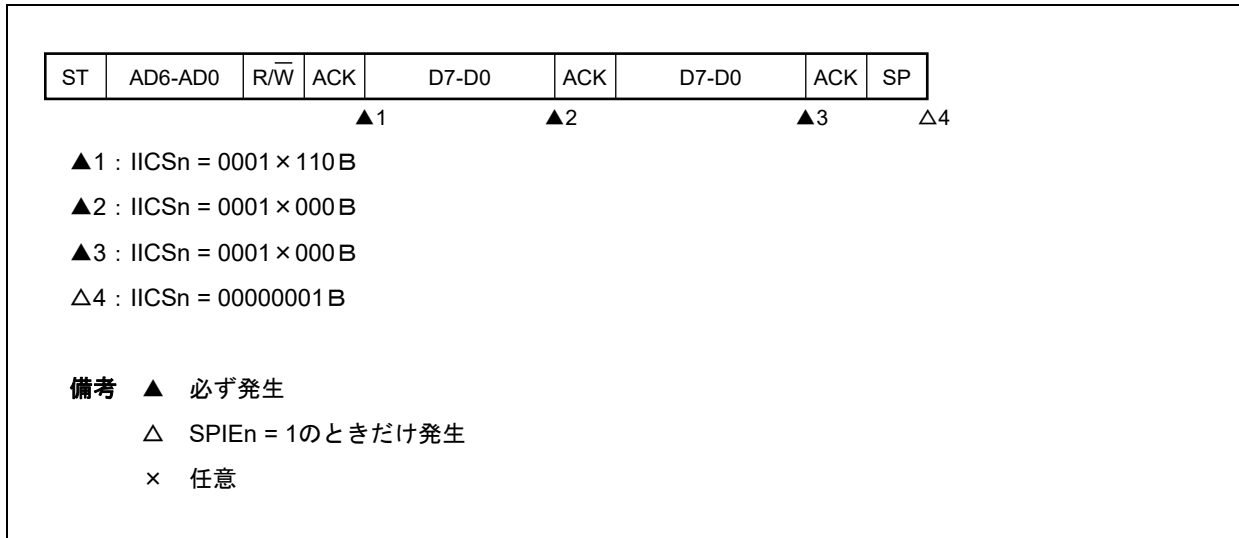 ST AD6-AD0 R/W̅ ACK D7-D0 ACK D7-D0 ACK SP
▲1 ▲2 ▲3 △4
▲1：IICSn = 0001×110B
▲2：IICSn = 0001×000B
▲3：IICSn = 0001×000B
△4：IICSn = 00000001B
備考 ▲ 必ず発生
△ SPIEn = 1のときだけ発生
× 任意